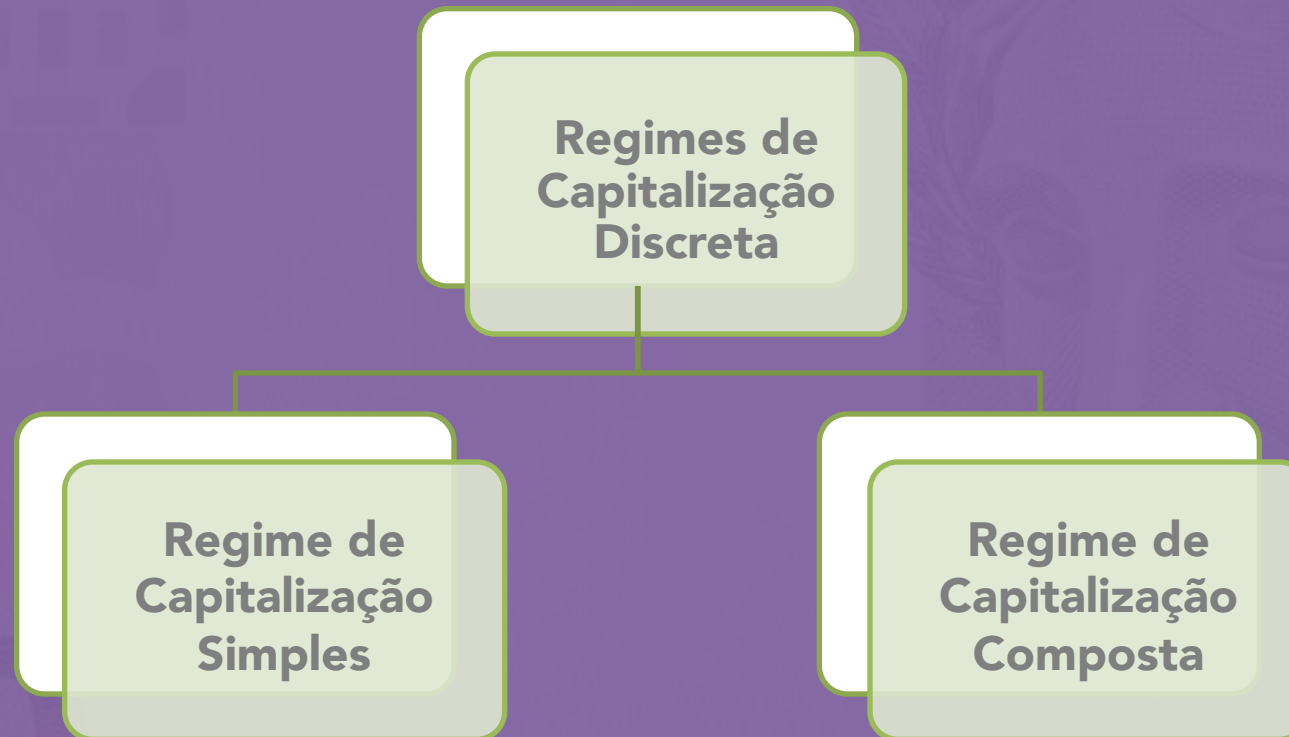 Regimes de
Capitalização
Discreta
Regime de
Capitalização
Simples
Regime de
Capitalização
Composta